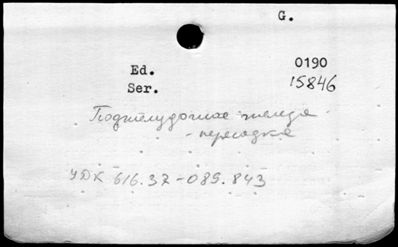 G.
Ed. 0190
Ser. 15846
Поджелудочная железа -
- пересадка
УДК 616.37-089.843